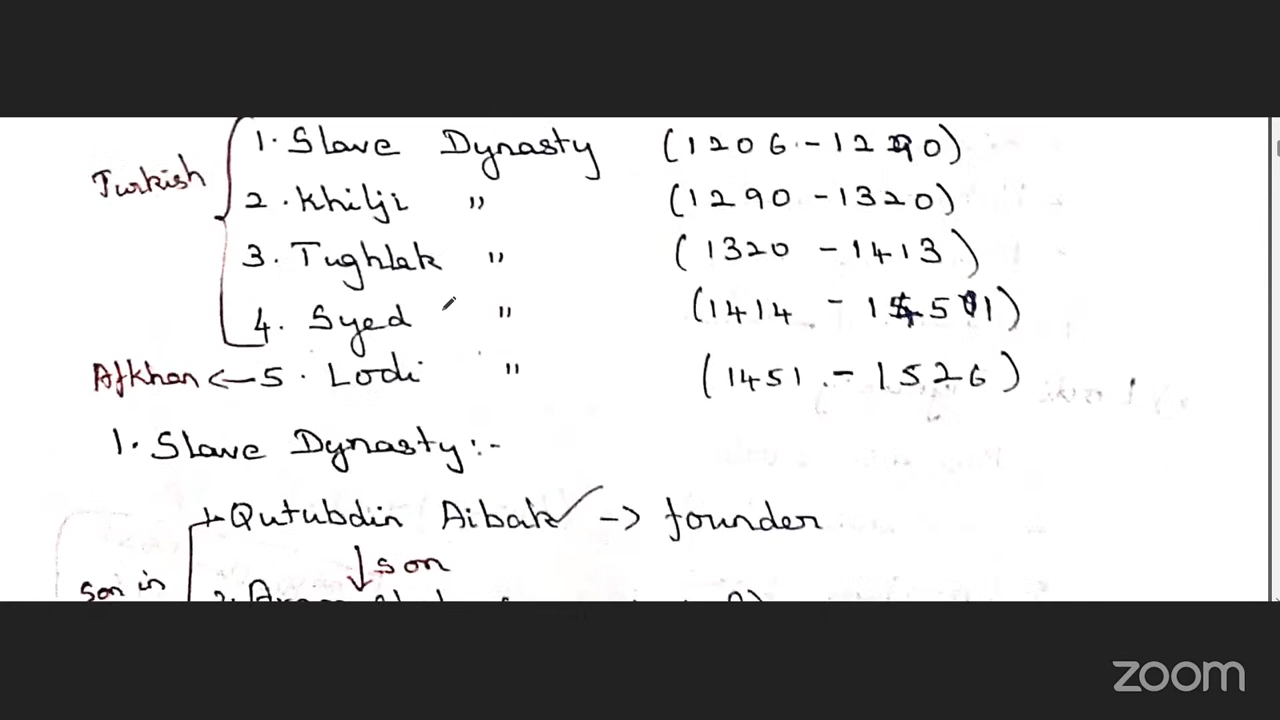 Turkish
1. Slave Dynasty (1206 - 1290)
2. Khilji " (1290 - 1320)
3. Tughlak " (1320 - 1413)
4. Syed " (1414 - 1451)
Afkhan ← 5. Lodi " (1451 - 1526)
1. Slave Dynasty :-
Qutubdin Aibak ✓ -> founder
↓ son
son in
zoom